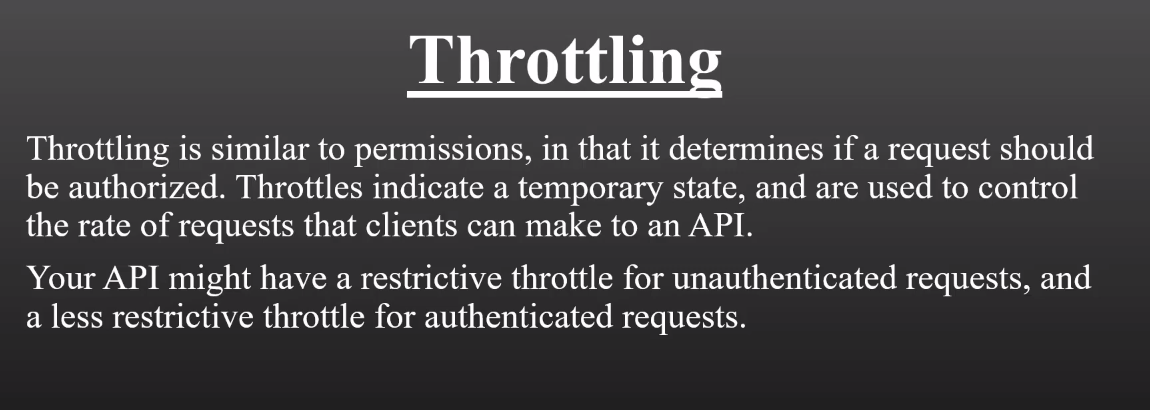 Throttling
Throttling is similar to permissions, in that it determines if a request should
be authorized. Throttles indicate a temporary state, and are used to control
the rate of requests that clients can make to an API.
Your API might have a restrictive throttle for unauthenticated requests, and
a less restrictive throttle for authenticated requests.